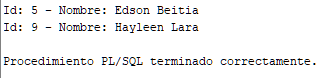 Id: 5 - Nombre: Edson Beitia
Id: 9 - Nombre: Hayleen Lara
Procedimiento PL/SQL terminado correctamente.